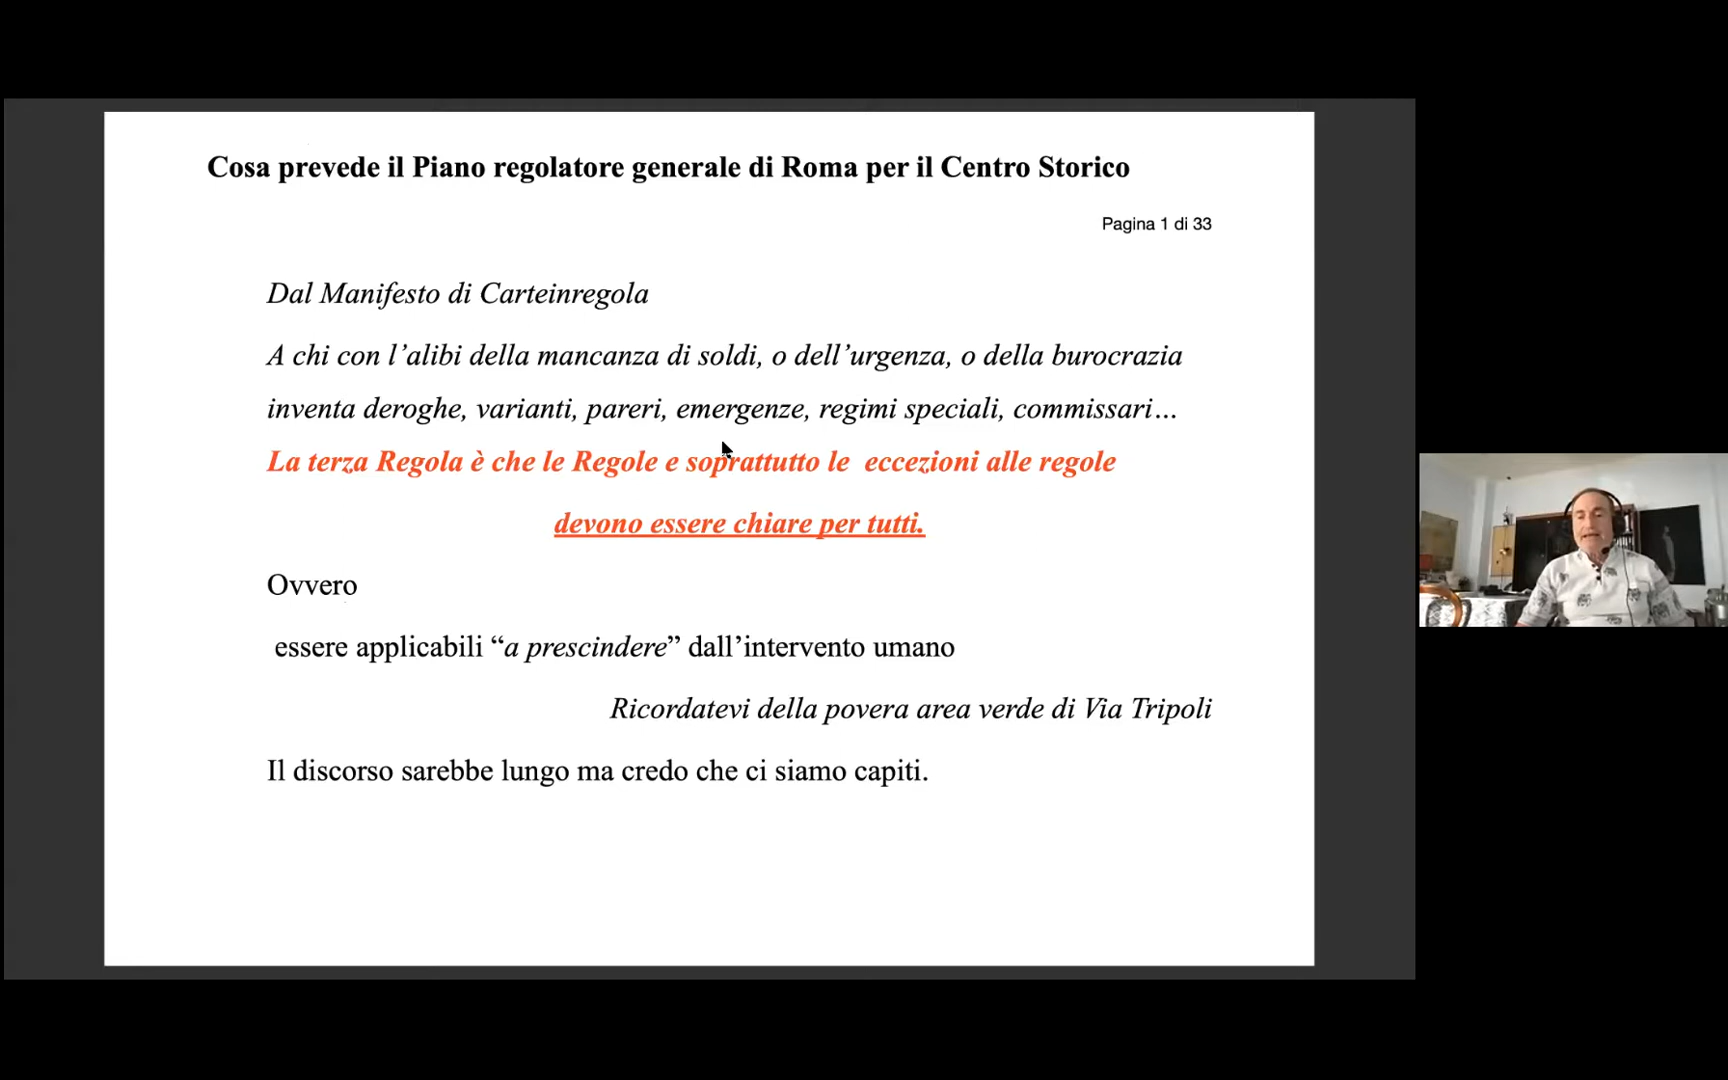 Cosa prevede il Piano regolatore generale di Roma per il Centro Storico
Pagina 1 di 33
Dal Manifesto di Carteinregola
A chi con l’alibi della mancanza di soldi, o dell’urgenza, o della burocrazia
inventa deroghe, varianti, pareri, emergenze, regimi speciali, commissari…
La terza Regola è che le Regole e soprattutto le  eccezioni alle regole
devono essere chiare per tutti.
Ovvero
essere applicabili “a prescindere” dall’intervento umano
Ricordatevi della povera area verde di Via Tripoli
Il discorso sarebbe lungo ma credo che ci siamo capiti.